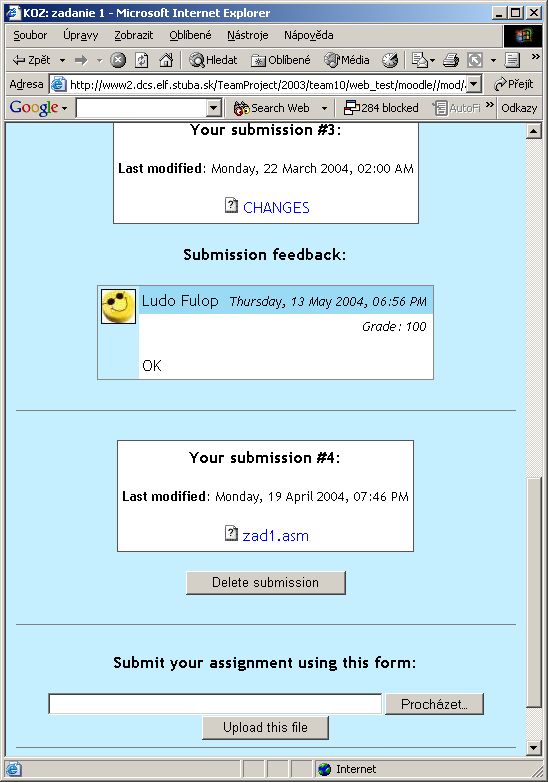 KOZ: zadanie 1 - Microsoft Internet Explorer
Soubor Úpravy Zobrazit Oblíbené Nástroje Nápověda
Zpět Hledat Oblíbené Média
Adresa http://www2.dcs.elf.stuba.sk/TeamProject/2003/team10/web_test/moodle//mod/ Přejít
Google Search Web 284 blocked AutoFi » Odkazy
Your submission #3:
Last modified: Monday, 22 March 2004, 02:00 AM
CHANGES
Submission feedback:
Ludo Fulop Thursday, 13 May 2004, 06:56 PM
Grade: 100
OK
Your submission #4:
Last modified: Monday, 19 April 2004, 07:46 PM
zad1.asm
Delete submission
Submit your assignment using this form:
Procházet...
Upload this file
Internet